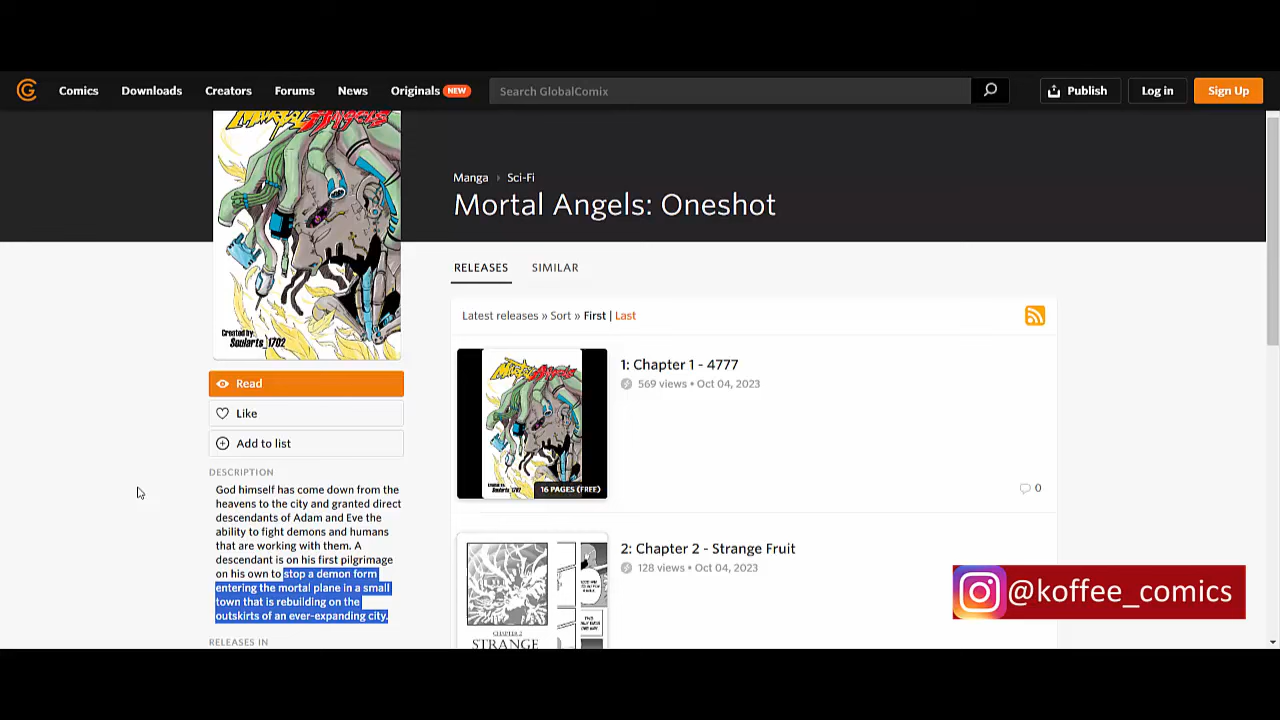 Comics Downloads Creators Forums News Originals NEW Search GlobalComix Publish Log in Sign Up
Mortal Angels
Manga › Sci-Fi
Mortal Angels: Oneshot
RELEASES SIMILAR
Created by:
Soularts_1702
Latest releases » Sort » First | Last
Read
Like
Add to list
Mortal Angels
1: Chapter 1 - 4777
569 views • Oct 04, 2023
16 PAGES (FREE)
0
DESCRIPTION
God himself has come down from the
heavens to the city and granted direct
descendants of Adam and Eve the
ability to fight demons and humans
that are working with them. A
descendant is on his first pilgrimage
on his own to stop a demon form
entering the mortal plane in a small
town that is rebuilding on the
outskirts of an ever-expanding city.
RELEASES IN
2: Chapter 2 - Strange Fruit
128 views • Oct 04, 2023
CHAPTER 2
STRANGE
@koffee_comics